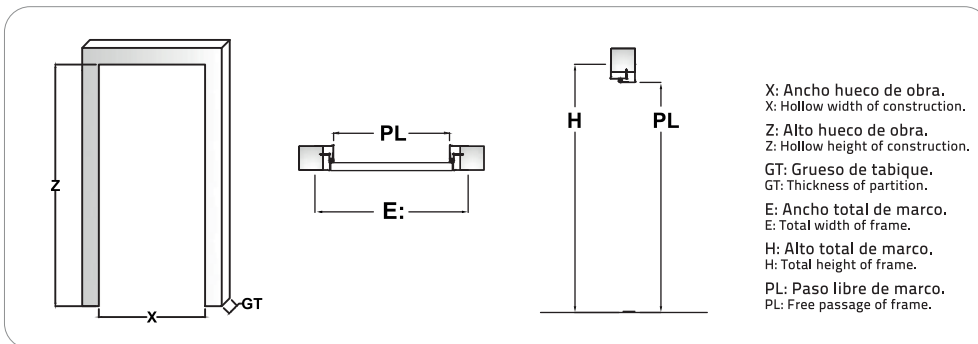 Z
X
GT
PL
E:
H
PL
X: Ancho hueco de obra.
X: Hollow width of construction.
Z: Alto hueco de obra.
Z: Hollow height of construction.
GT: Grueso de tabique.
GT: Thickness of partition.
E: Ancho total de marco.
E: Total width of frame.
H: Alto total de marco.
H: Total height of frame.
PL: Paso libre de marco.
PL: Free passage of frame.